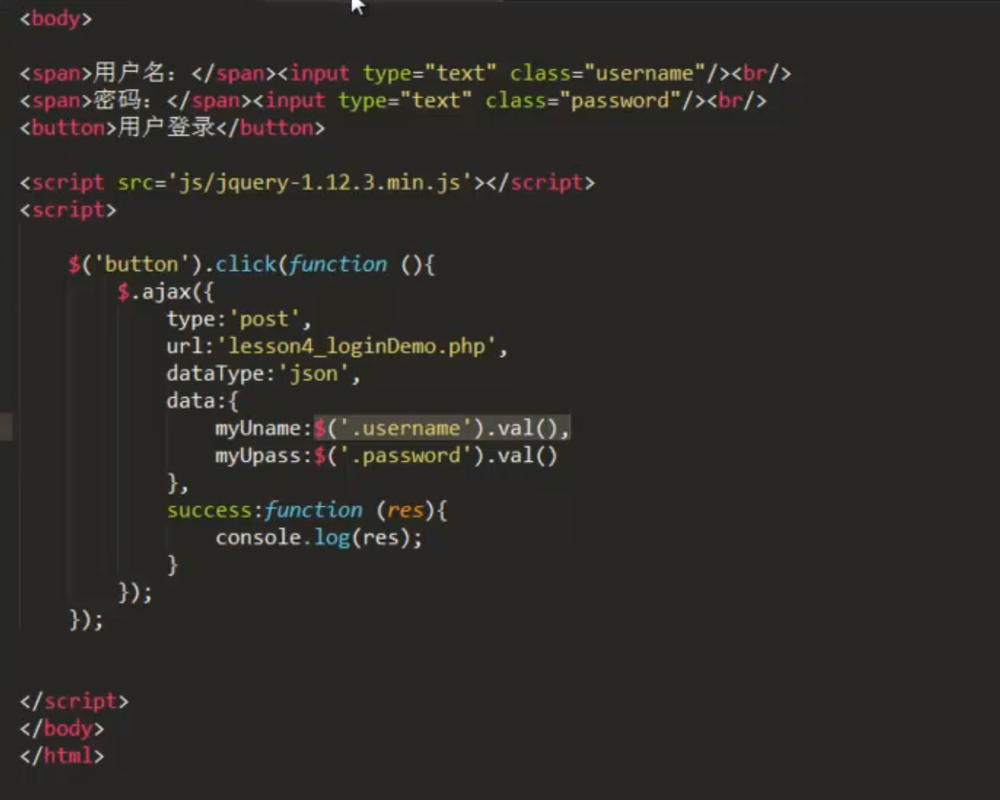 <body>
<span>用户名：</span><input type="text" class="username"/><br/>
<span>密码：</span><input type="text" class="password"/><br/>
<button>用户登录</button>
<script src='js/jquery-1.12.3.min.js'></script>
<script>
$('button').click(function (){
$.ajax({
type:'post',
url:'lesson4_loginDemo.php',
dataType:'json',
data:{
myUname:$('.username').val(),
myUpass:$('.password').val()
},
success:function (res){
console.log(res);
}
});
});
</script>
</body>
</html>